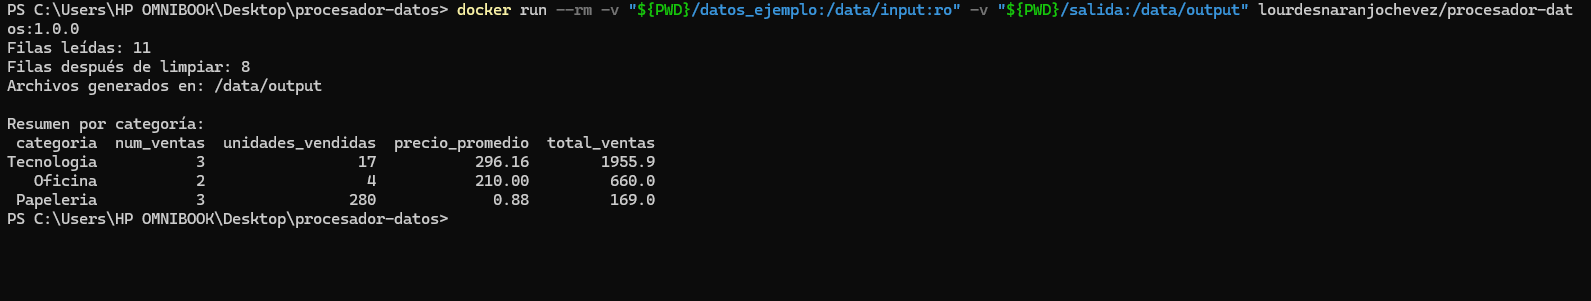 PS C:\Users\HP OMNIBOOK\Desktop\procesador-datos> docker run --rm -v "${PWD}/datos_ejemplo:/data/input:ro" -v "${PWD}/salida:/data/output" lourdesnaranjochevez/procesador-dat
os:1.0.0
Filas leídas: 11
Filas después de limpiar: 8
Archivos generados en: /data/output
Resumen por categoría:
categoria num_ventas unidades_vendidas precio_promedio total_ventas
Tecnologia 3 17 296.16 1955.9
Oficina 2 4 210.00 660.0
Papeleria 3 280 0.88 169.0
PS C:\Users\HP OMNIBOOK\Desktop\procesador-datos>